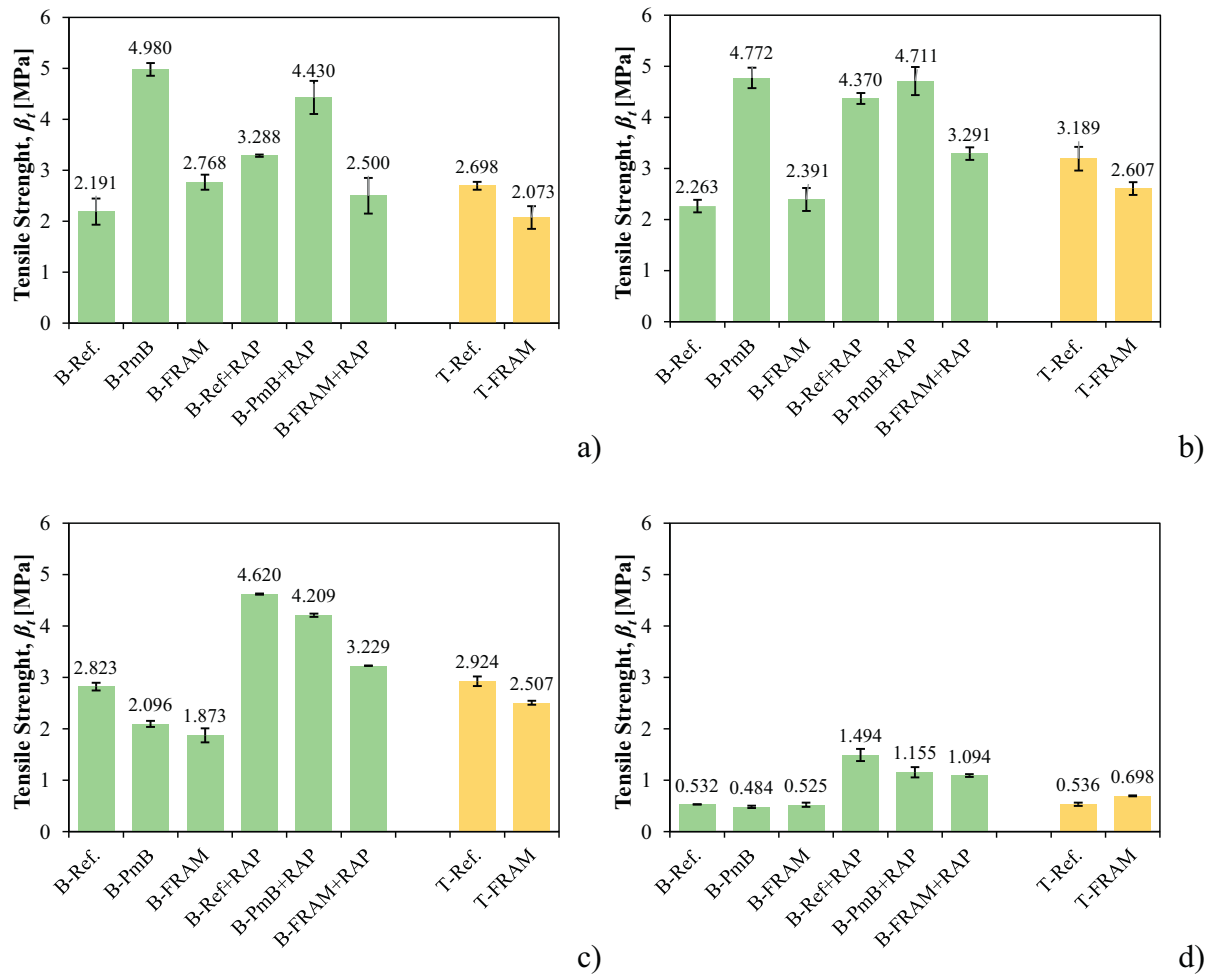 Tensile Strenght, βt [MPa]
6
5
4
3
2
1
0
2.191
4.980
2.768
3.288
4.430
2.500
2.698
2.073
B-Ref.
B-PmB
B-FRAM
B-Ref+RAP
B-PmB+RAP
B-FRAM+RAP
T-Ref.
T-FRAM
a)
Tensile Strenght, βt [MPa]
6
5
4
3
2
1
0
2.263
4.772
2.391
4.370
4.711
3.291
3.189
2.607
B-Ref.
B-PmB
B-FRAM
B-Ref+RAP
B-PmB+RAP
B-FRAM+RAP
T-Ref.
T-FRAM
b)
Tensile Strenght, βt [MPa]
6
5
4
3
2
1
0
2.823
2.096
1.873
4.620
4.209
3.229
2.924
2.507
B-Ref.
B-PmB
B-FRAM
B-Ref+RAP
B-PmB+RAP
B-FRAM+RAP
T-Ref.
T-FRAM
c)
Tensile Strenght, βt [MPa]
6
5
4
3
2
1
0
0.532
0.484
0.525
1.494
1.155
1.094
0.536
0.698
B-Ref.
B-PmB
B-FRAM
B-Ref+RAP
B-PmB+RAP
B-FRAM+RAP
T-Ref.
T-FRAM
d)